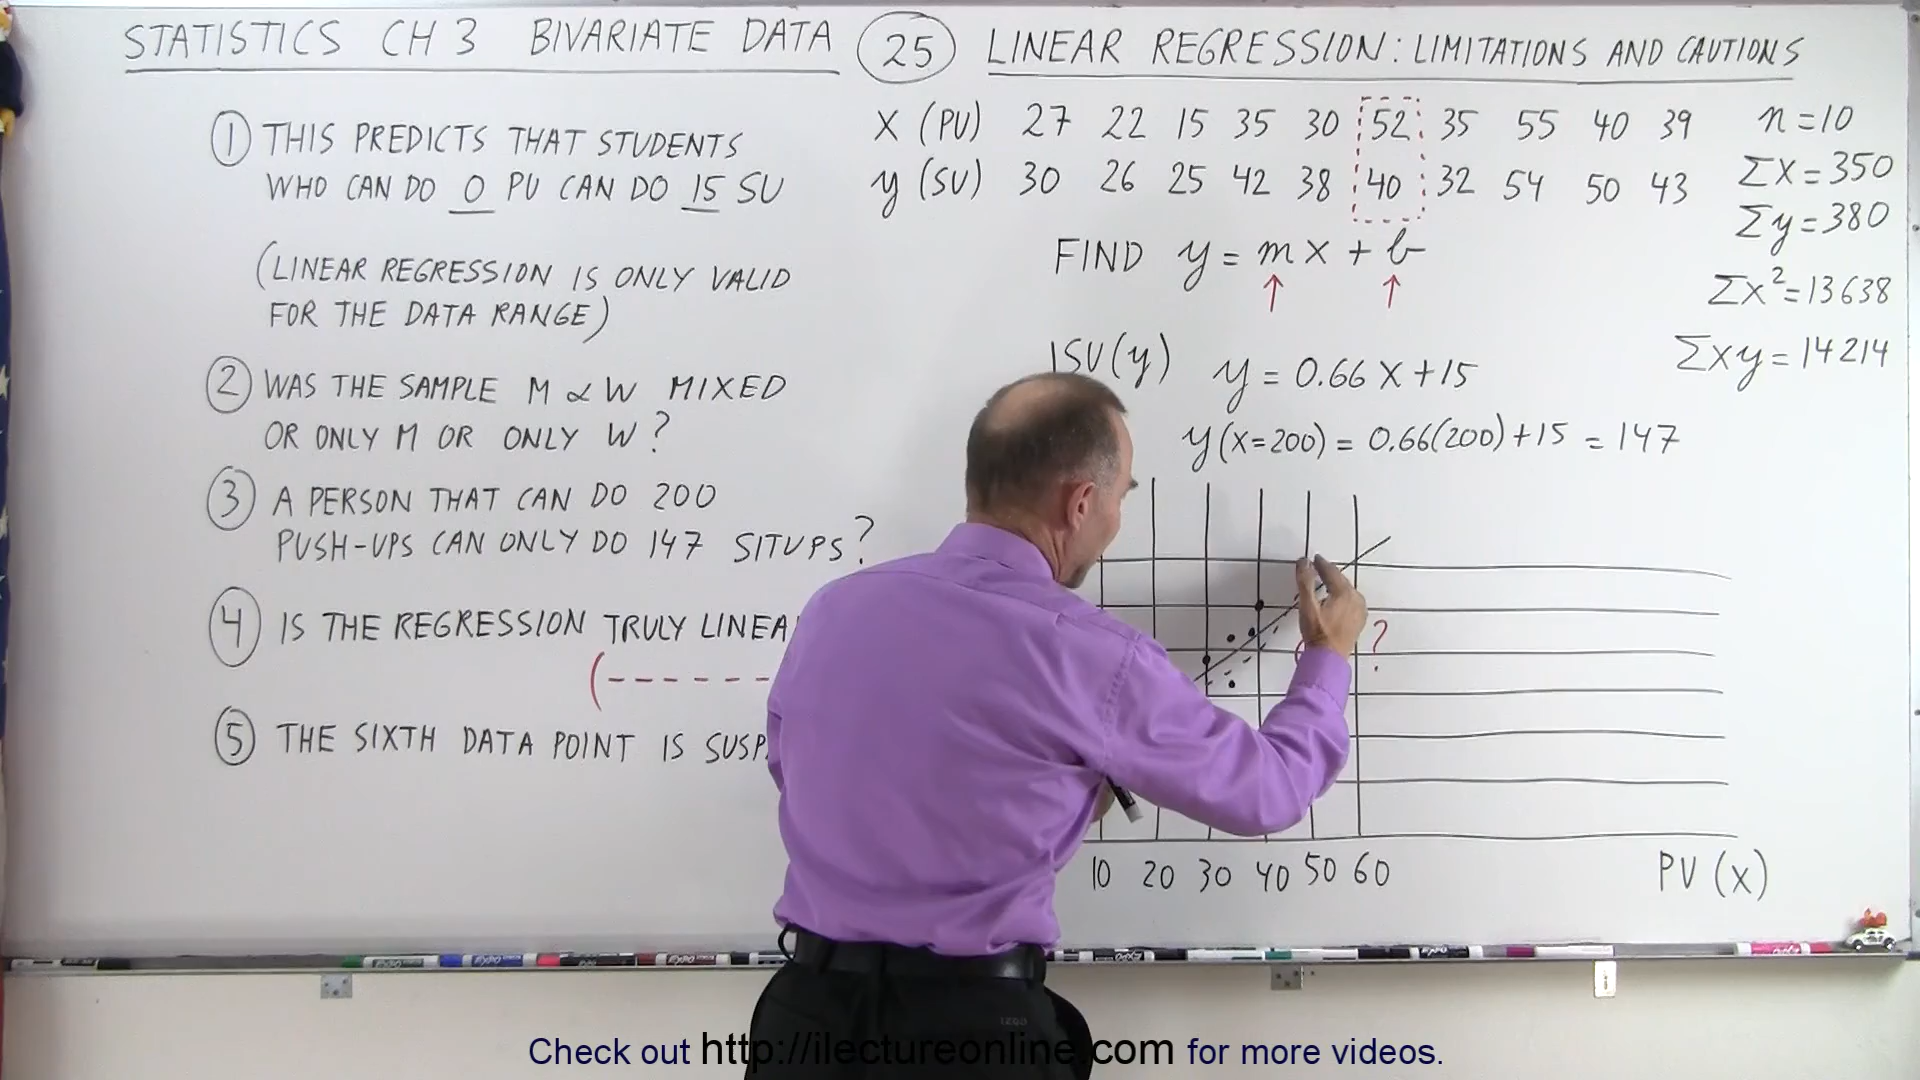 STATISTICS CH 3 BIVARIATE DATA 25 LINEAR REGRESSION: LIMITATIONS AND CAUTIONS
① THIS PREDICTS THAT STUDENTS
WHO CAN DO 0 PU CAN DO 15 SU
(LINEAR REGRESSION IS ONLY VALID
FOR THE DATA RANGE)
② WAS THE SAMPLE M & W MIXED
OR ONLY M OR ONLY W?
③ A PERSON THAT CAN DO 200
PUSH-UPS CAN ONLY DO 147 SITUPS?
④ IS THE REGRESSION TRULY LINEA
⑤ THE SIXTH DATA POINT IS SUSP
X (PU) 27 22 15 35 30 52 35 55 40 39
y (SU) 30 26 25 42 38 40 32 54 50 43
n=10
Σx=350
Σy=380
Σx²=13638
Σxy=14214
FIND y = mx + b
SU(y)
y = 0.66 X+15
y(x=200) = 0.66(200)+15 = 147
?
10 20 30 40 50 60 PU (X)
Check out http://ilectureonline.com for more videos.